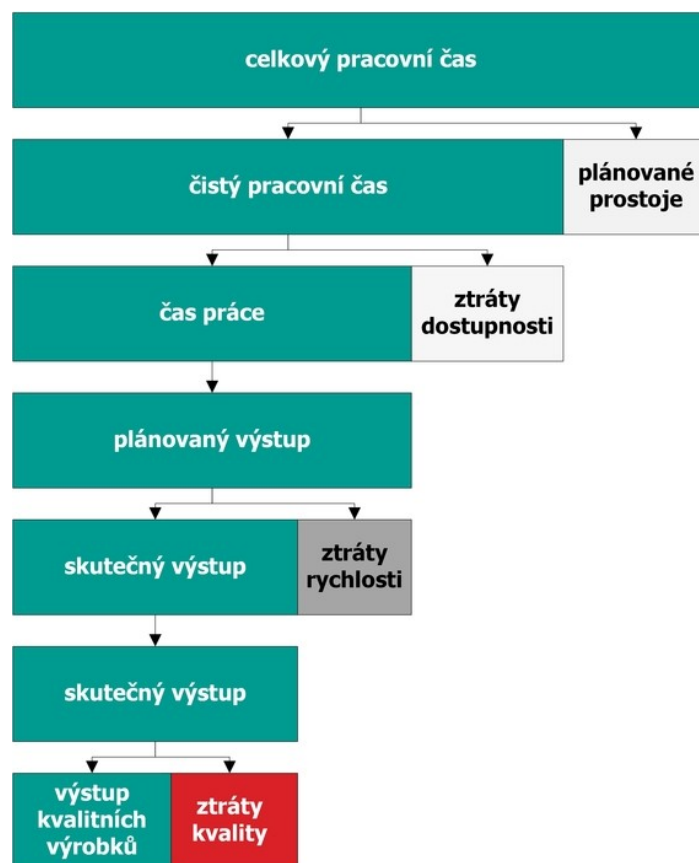 celkový pracovní čas
čistý pracovní čas
plánované
prostoje
čas práce
ztráty
dostupnosti
plánovaný výstup
skutečný výstup
ztráty
rychlosti
skutečný výstup
výstup
kvalitních
výrobků
ztráty
kvality